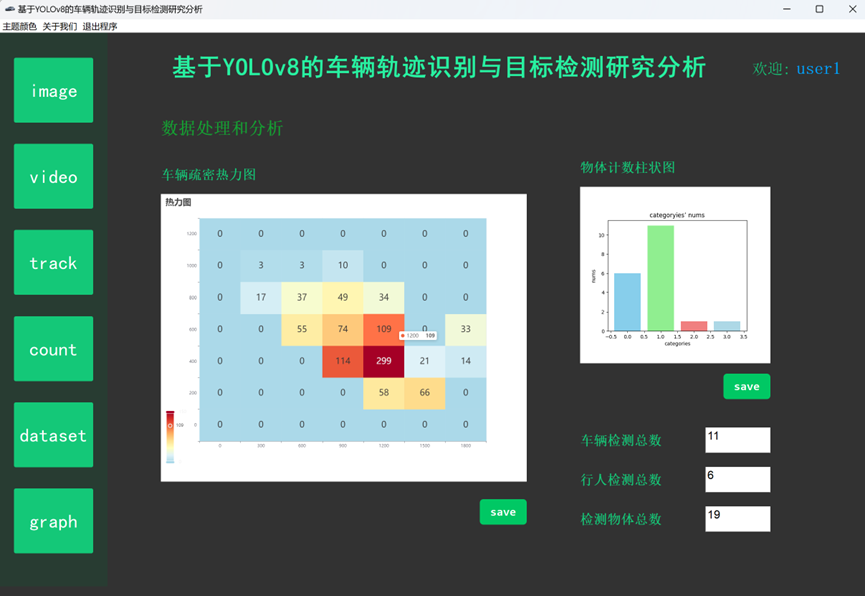 基于YOLOv8的车辆轨迹识别与目标检测研究分析
主题颜色 关于我们 退出程序
基于YOLOv8的车辆轨迹识别与目标检测研究分析
欢迎: user1
image
video
track
count
dataset
graph
数据处理和分析
车辆疏密热力图
热力图
1200 0 0 0 0 0 0 0
1000 0 3 3 10 0 0 0
800 0 17 37 49 34 0 0
600 0 0 55 74 109 0 33
1200 109
400 0 0 0 114 299 21 14
200 0 0 0 0 58 66 0
0 0 0 0 0 0 0 0
109
0 300 600 900 1200 1500 1800
save
物体计数柱状图
categoryies' nums
nums
10
8
6
4
2
0
−0.5 0.0 0.5 1.0 1.5 2.0 2.5 3.0 3.5
categories
save
车辆检测总数 11
行人检测总数 6
检测物体总数 19